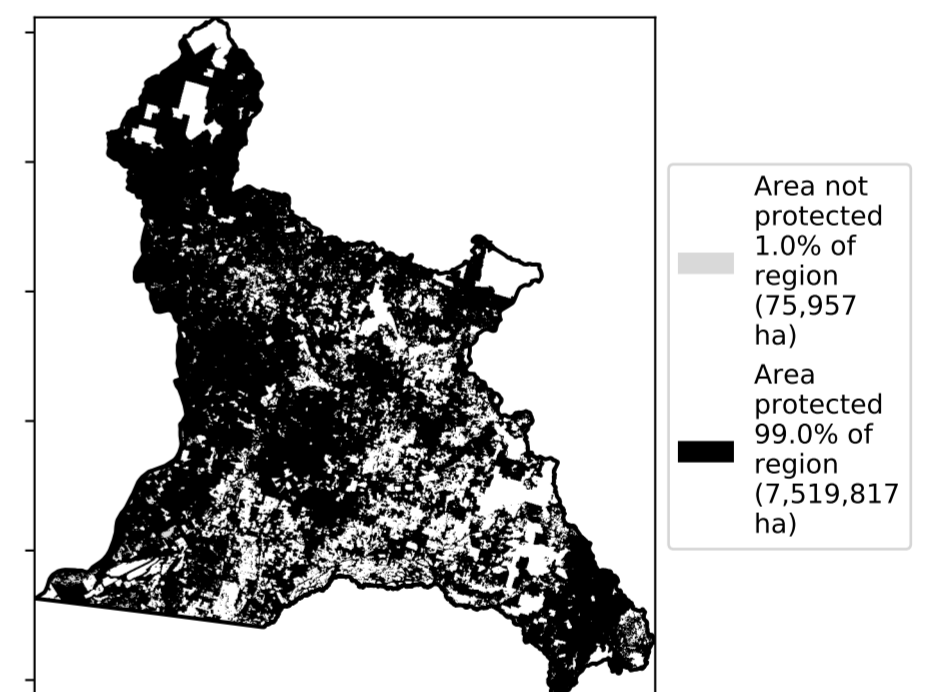 Area not
protected
1.0% of
region
(75,957
ha)
Area
protected
99.0% of
region
(7,519,817
ha)